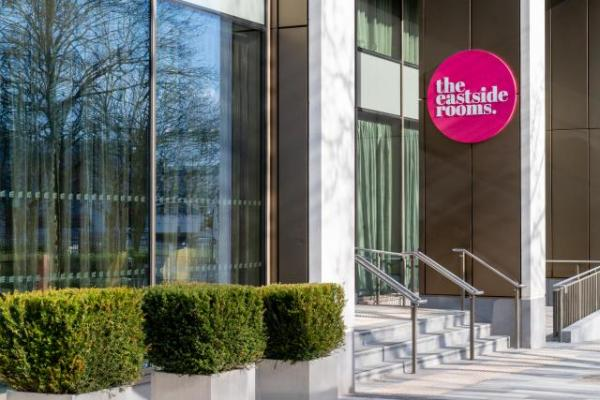 the
eastside
rooms.